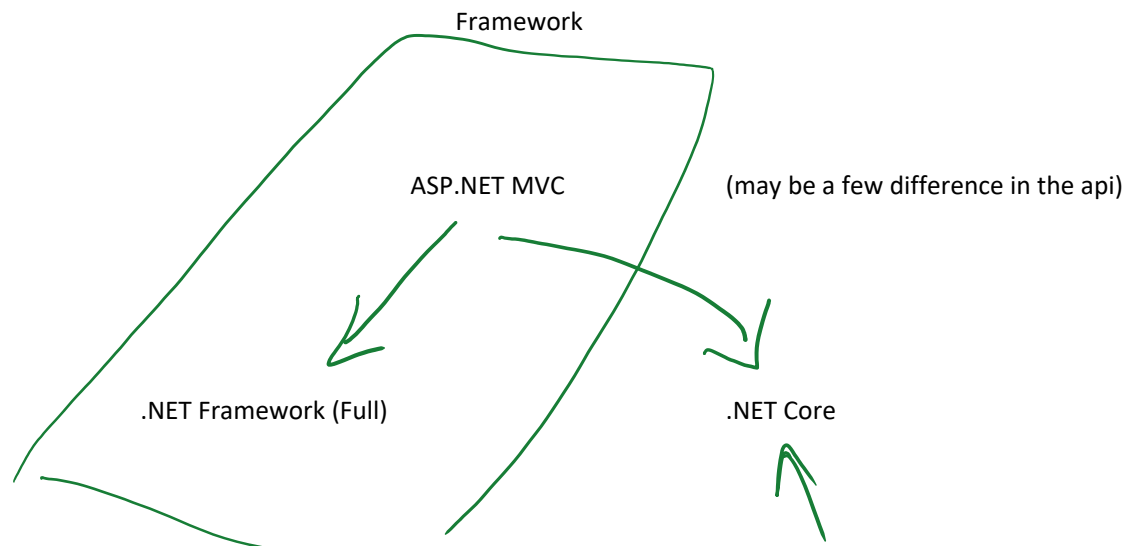 Framework
ASP.NET MVC (may be a few difference in the api)
.NET Framework (Full) .NET Core